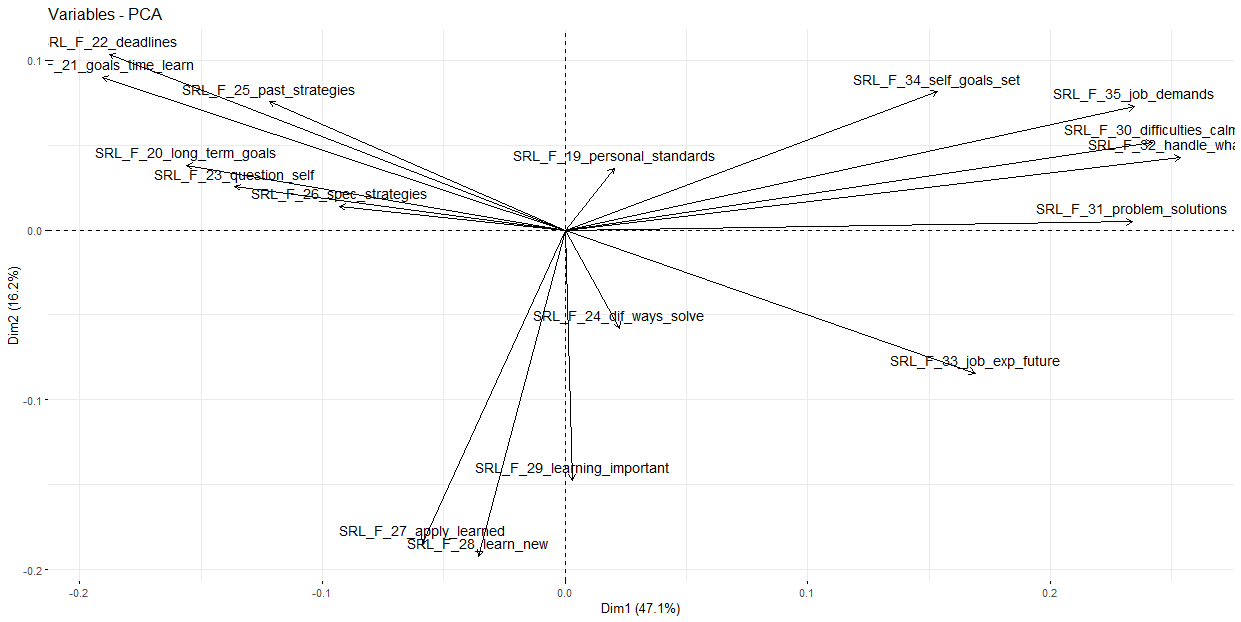 Variables - PCA
RL_F_22_deadlines
_21_goals_time_learn
SRL_F_25_past_strategies
SRL_F_34_self_goals_set
SRL_F_35_job_demands
SRL_F_30_difficulties_calm
SRL_F_32_handle_wha
SRL_F_20_long_term_goals
SRL_F_19_personal_standards
SRL_F_23_question_self
SRL_F_26_spec_strategies
SRL_F_31_problem_solutions
SRL_F_24_dif_ways_solve
SRL_F_33_job_exp_future
SRL_F_29_learning_important
SRL_F_27_apply_learned
SRL_F_28_learn_new
0.1
0.0
-0.1
-0.2
Dim2 (16.2%)
-0.2 -0.1 0.0 0.1 0.2
Dim1 (47.1%)